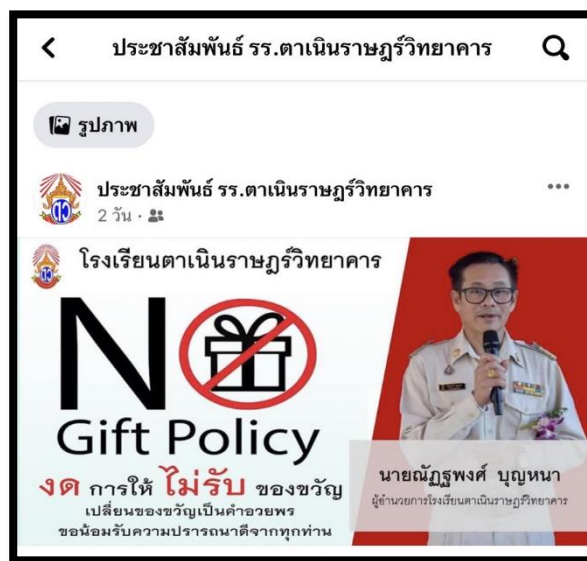 ประชาสัมพันธ์ รร.ตาเนินราษฎร์วิทยาคาร
รูปภาพ
ประชาสัมพันธ์ รร.ตาเนินราษฎร์วิทยาคาร
2 วัน ·
โรงเรียนตาเนินราษฎร์วิทยาคาร
NO
Gift Policy
งด การให้ ไม่รับ ของขวัญ
เปลี่ยนของขวัญเป็นคำอวยพร
ขอน้อมรับความปรารถนาดีจากทุกท่าน
นายณัฏฐพงศ์ บุญหนา
ผู้อำนวยการโรงเรียนตาเนินราษฎร์วิทยาคาร